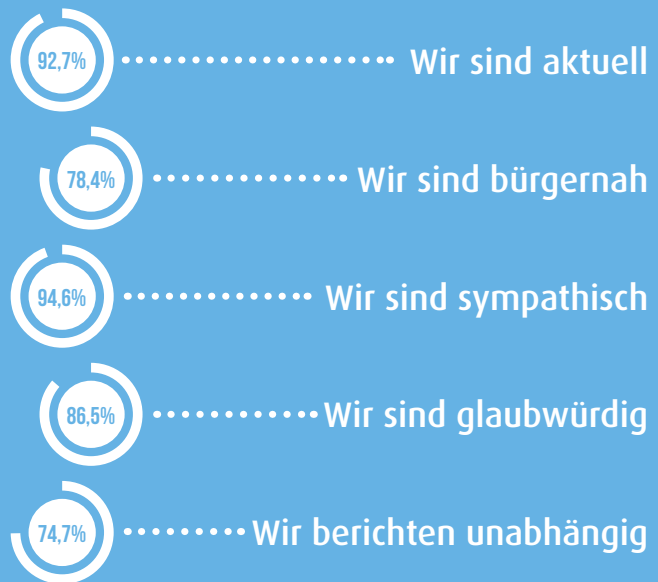 92,7% Wir sind aktuell
78,4% Wir sind bürgernah
94,6% Wir sind sympathisch
86,5% Wir sind glaubwürdig
74,7% Wir berichten unabhängig